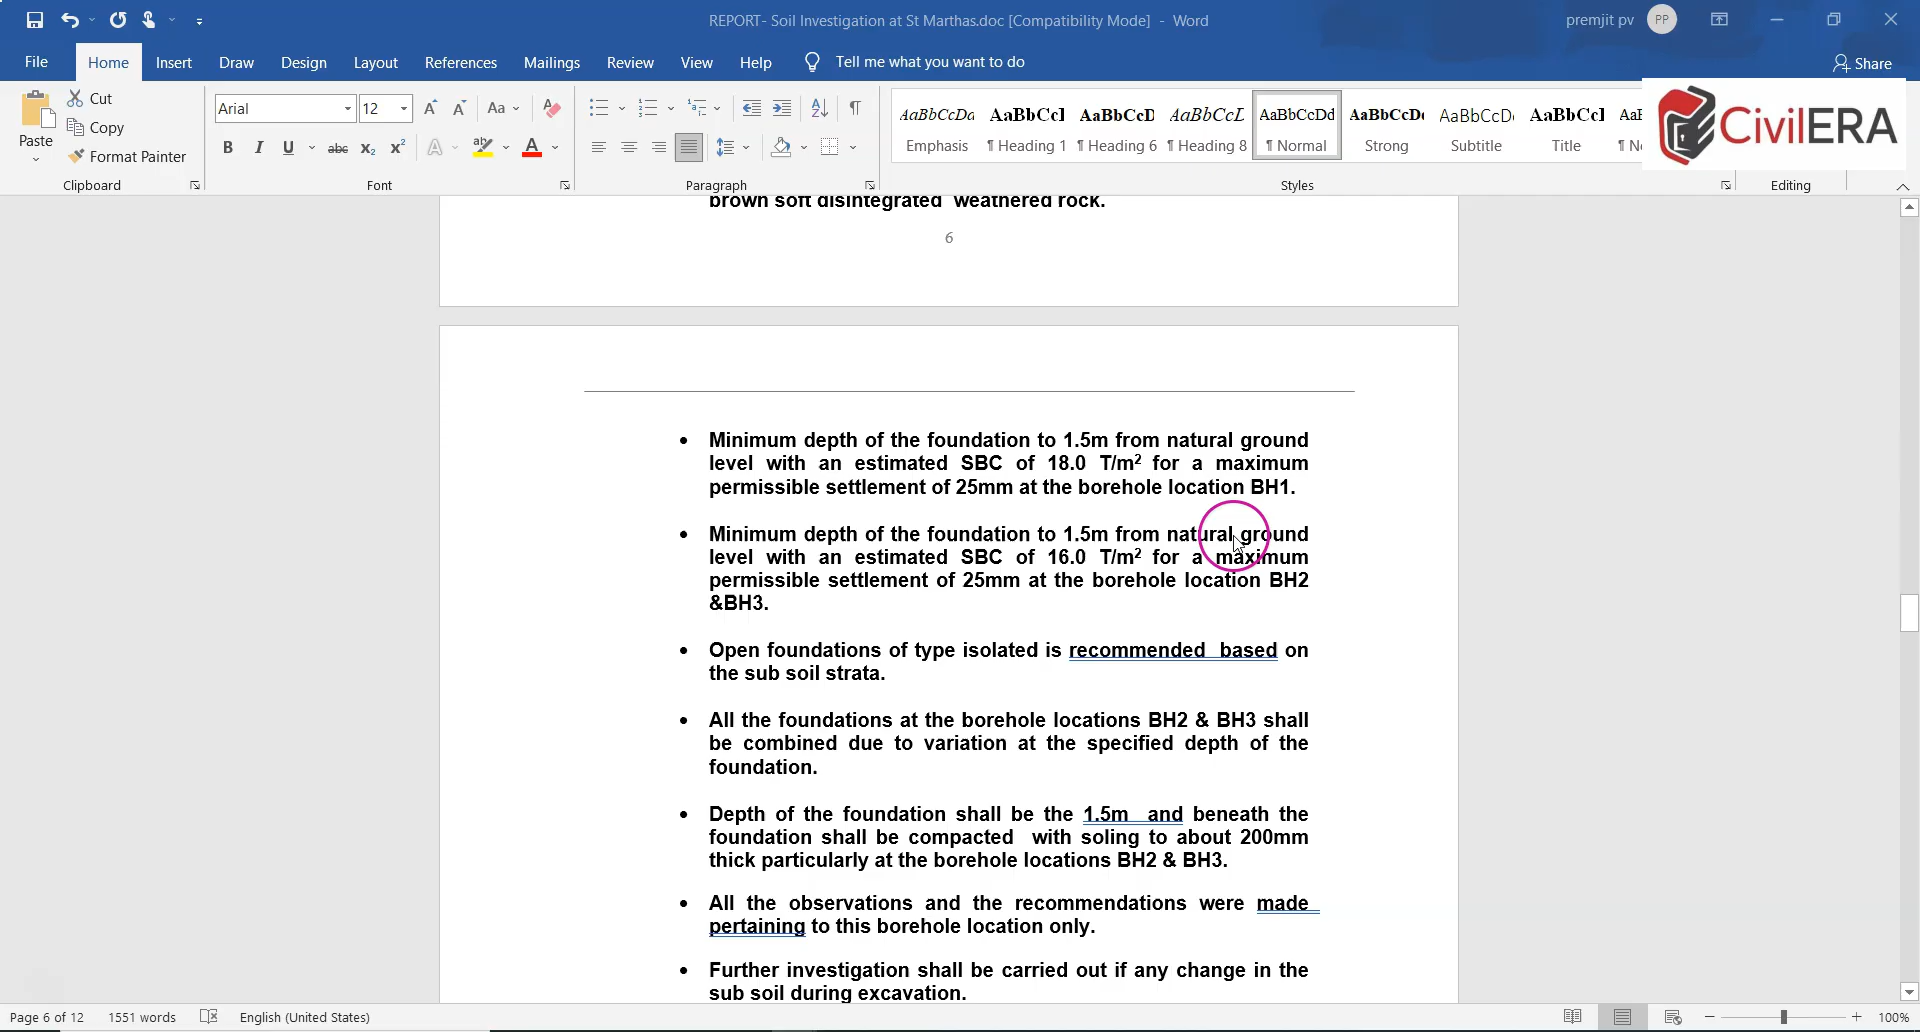 REPORT- Soil Investigation at St Marthas.doc [Compatibility Mode] - Word
premjit pv
PP
File
Home
Insert
Draw
Design
Layout
References
Mailings
Review
View
Help
Tell me what you want to do
Share
Paste
Cut
Copy
Format Painter
Clipboard
Arial
12
Aa
B I U abc X₂ X² A ab A
Font
Paragraph
AaBbCcDd AaBbCcI AaBbCcD AaBbCcL AaBbCcDd AaBbCcDc AaBbCcD AaBbCcI Aa
Emphasis ¶ Heading 1 ¶ Heading 6 ¶ Heading 8 ¶ Normal Strong Subtitle Title
Styles
Editing
CivilERA
brown soft disintegrated weathered rock.
6
• Minimum depth of the foundation to 1.5m from natural ground
level with an estimated SBC of 18.0 T/m² for a maximum
permissible settlement of 25mm at the borehole location BH1.
• Minimum depth of the foundation to 1.5m from natural ground
level with an estimated SBC of 16.0 T/m² for a maximum
permissible settlement of 25mm at the borehole location BH2
&BH3.
• Open foundations of type isolated is recommended based on
the sub soil strata.
• All the foundations at the borehole locations BH2 & BH3 shall
be combined due to variation at the specified depth of the
foundation.
• Depth of the foundation shall be the 1.5m and beneath the
foundation shall be compacted with soling to about 200mm
thick particularly at the borehole locations BH2 & BH3.
• All the observations and the recommendations were made
pertaining to this borehole location only.
• Further investigation shall be carried out if any change in the
sub soil during excavation.
Page 6 of 12
1551 words
English (United States)
100%